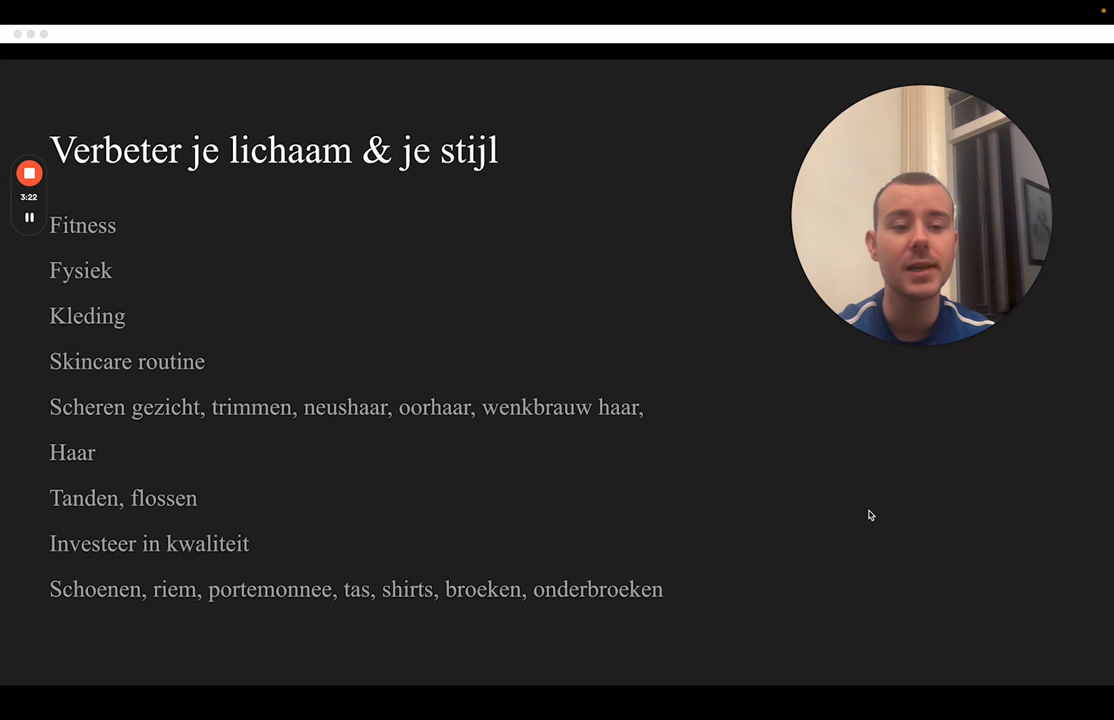 Verbeter je lichaam & je stijl
3:22
Fitness
Fysiek
Kleding
Skincare routine
Scheren gezicht, trimmen, neushaar, oorhaar, wenkbrauw haar,
Haar
Tanden, flossen
Investeer in kwaliteit
Schoenen, riem, portemonnee, tas, shirts, broeken, onderbroeken